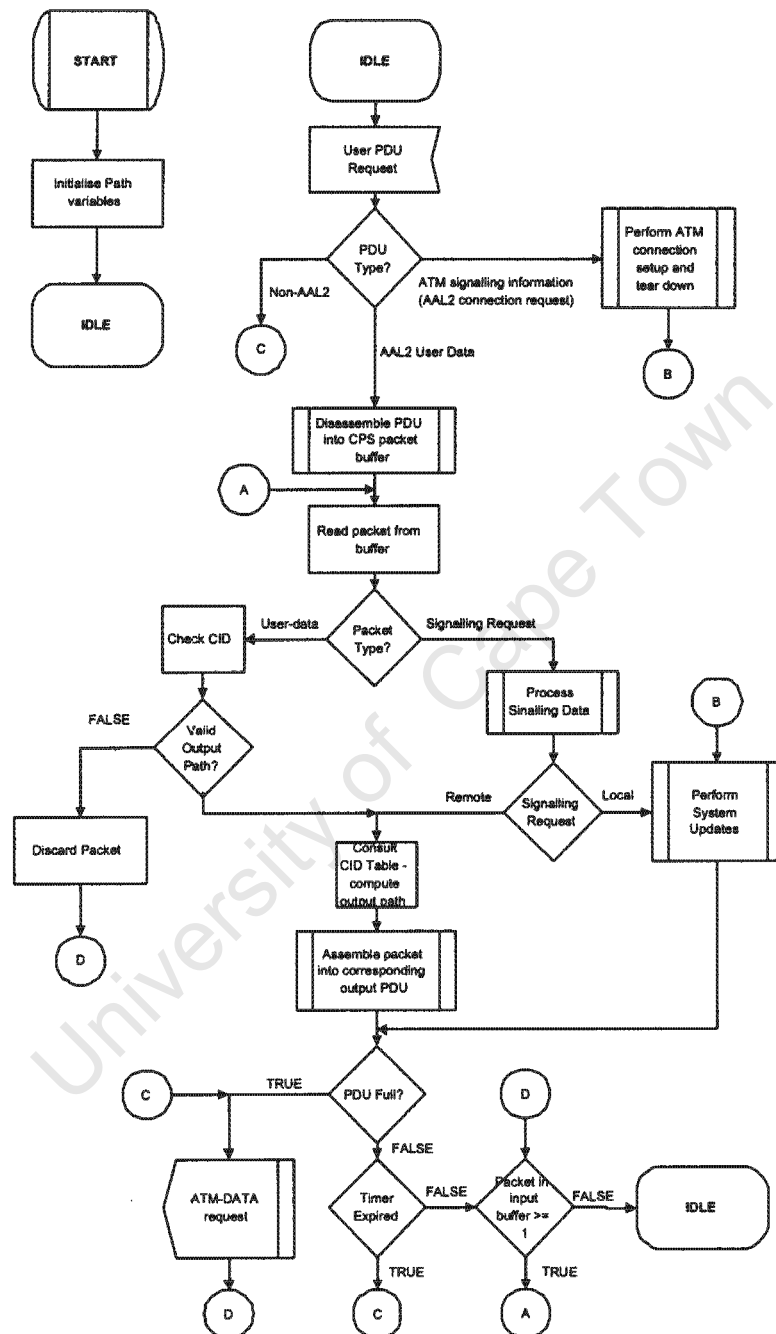 START
IDLE
User PDU
Request
Initialise Path
variables
PDU
Type?
Perform ATM
connection
setup and
tear down
Non-AAL2
ATM signalling information
(AAL2 connection request)
IDLE
C
B
AAL2 User Data
Disassemble PDU
into CPS packet
buffer
A
Read packet from
buffer
User-data
Packet
Type?
Signalling Request
Check CID
Process
Sinalling Data
B
FALSE
Valid
Output
Path?
Remote
Signalling
Request
Local
Perform
System
Updates
Discard Packet
Consult
CID Table -
compute
output path
D
Assemble packet
into corresponding
output PDU
C
TRUE
PDU Full?
D
FALSE
ATM-DATA
request
Timer
Expired
FALSE
Packet in
input
buffer >=
1
FALSE
IDLE
TRUE
TRUE
D
C
A
University of Cape Town